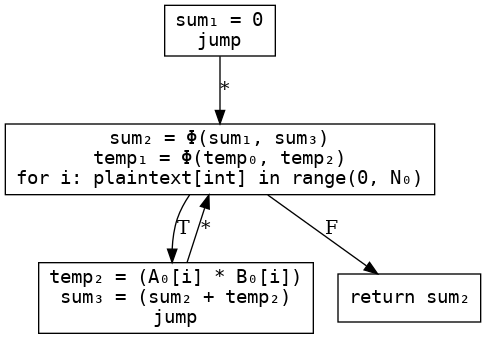 sum₁ = 0
jump
*
sum₂ = Φ(sum₁, sum₃)
temp₁ = Φ(temp₀, temp₂)
for i: plaintext[int] in range(0, N₀)
T
*
F
temp₂ = (A₀[i] * B₀[i])
sum₃ = (sum₂ + temp₂)
jump
return sum₂